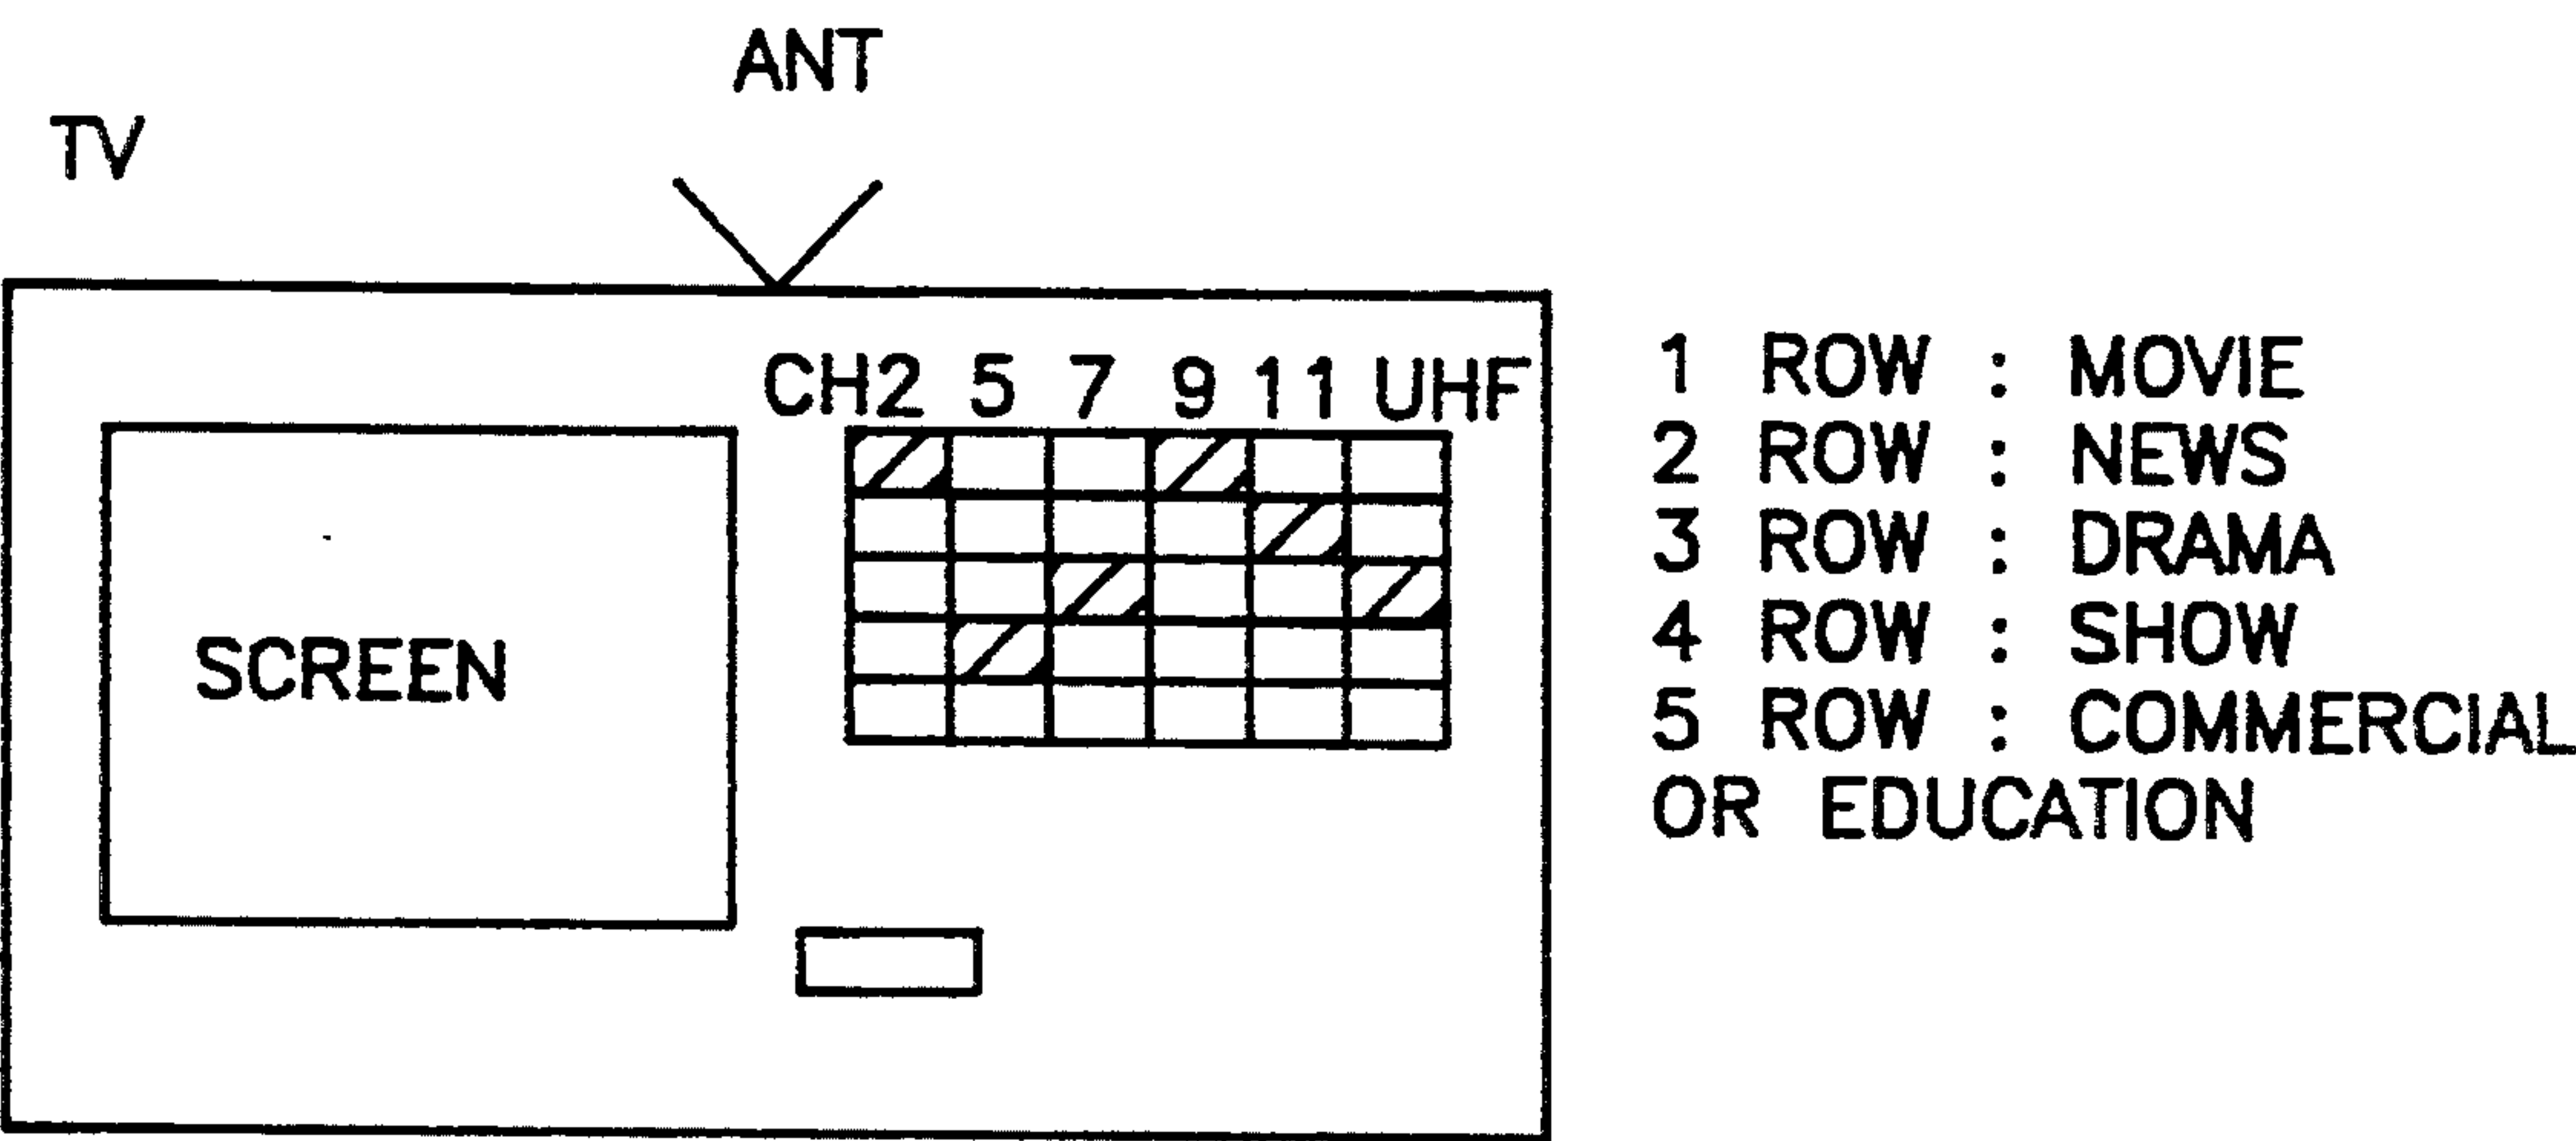 ANT
TV
CH2 5 7 9 11 UHF
SCREEN
1 ROW : MOVIE
2 ROW : NEWS
3 ROW : DRAMA
4 ROW : SHOW
5 ROW : COMMERCIAL
OR EDUCATION